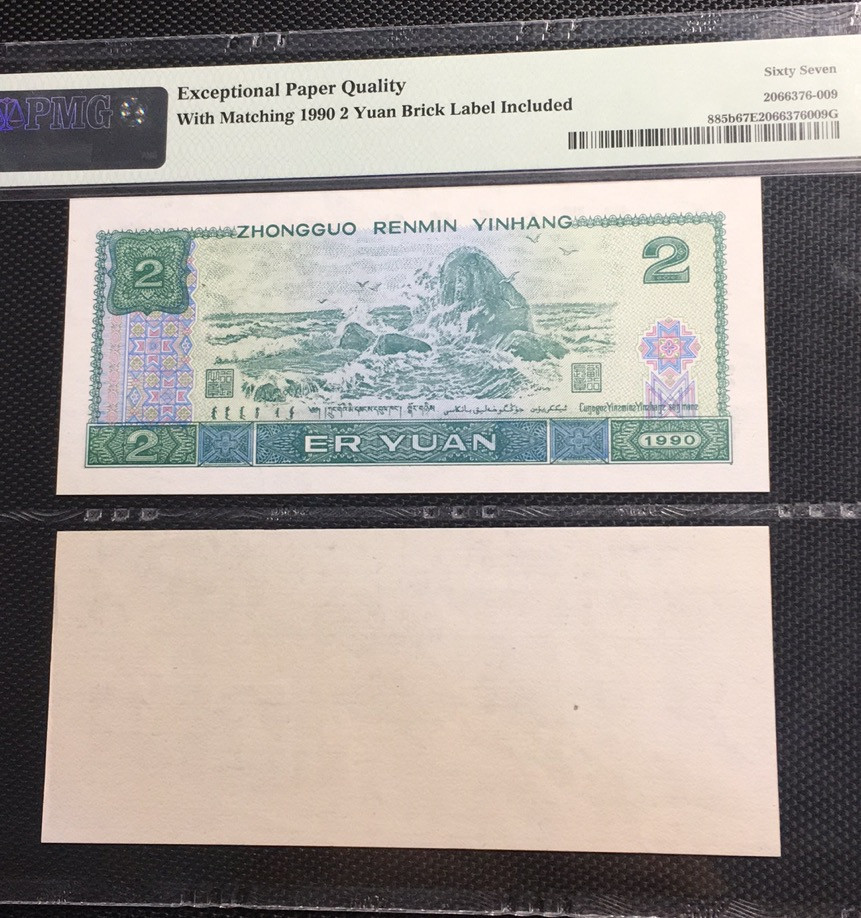 PMG
Exceptional Paper Quality
With Matching 1990 2 Yuan Brick Label Included
Sixty Seven
2066376-009
885b67E2066376009G
ZHONGGUO RENMIN YINHANG
2
2
2
ER YUAN
1990